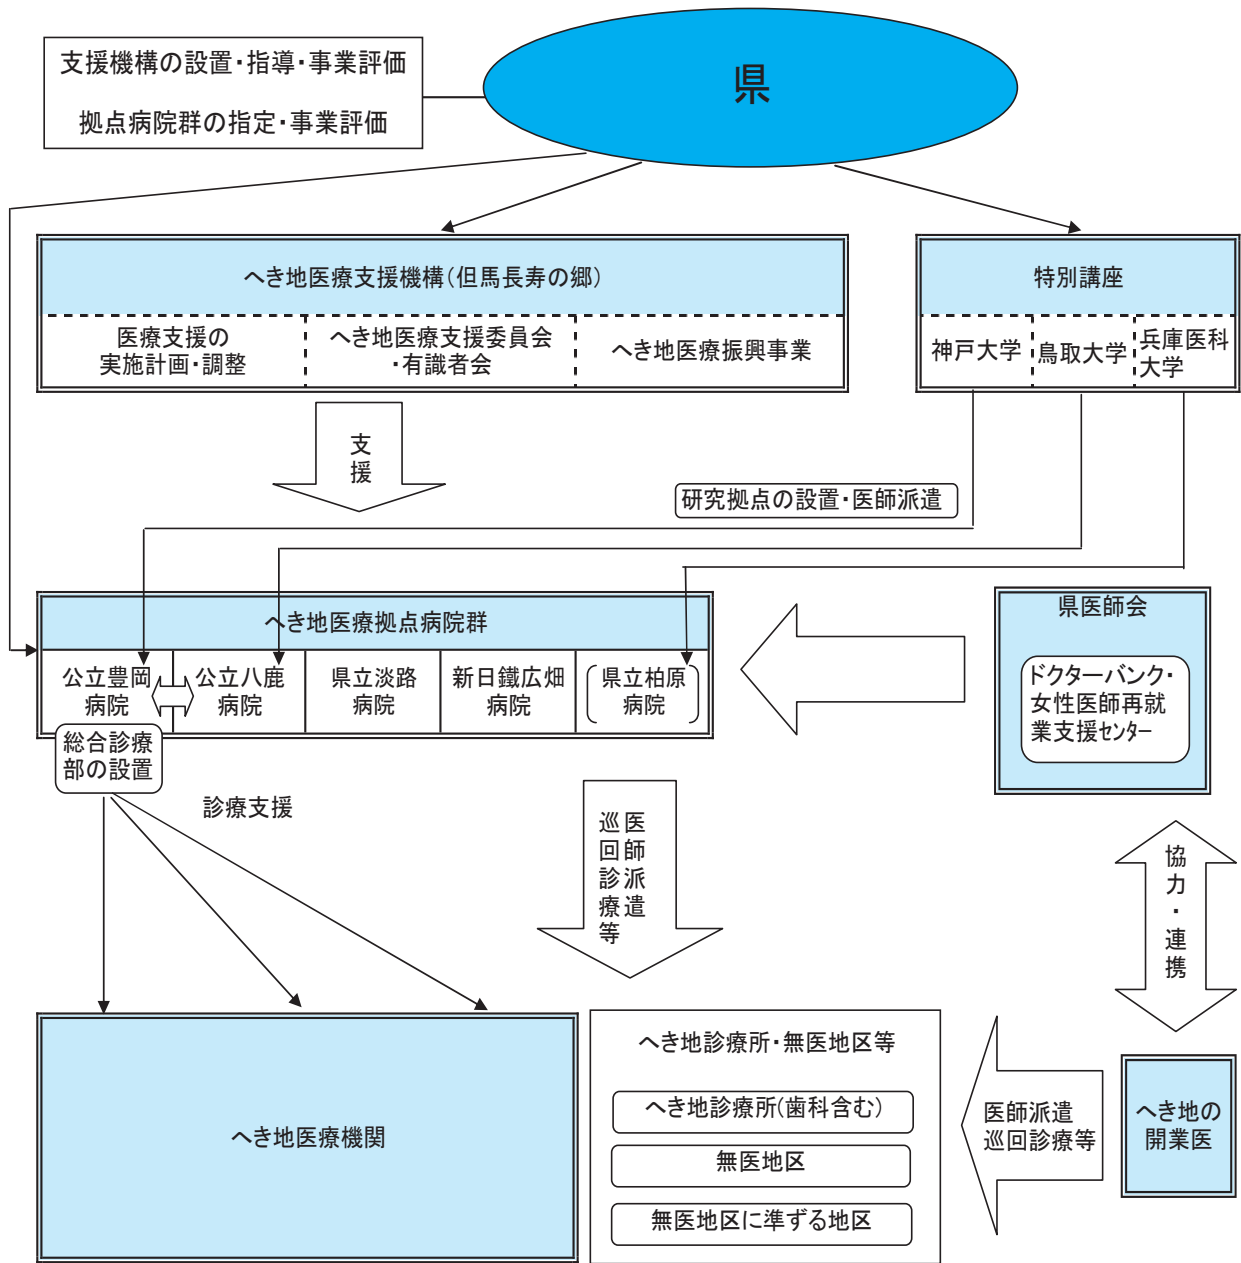 支援機構の設置・指導・事業評価
拠点病院群の指定・事業評価
県
へき地医療支援機構(但馬長寿の郷)
医療支援の
実施計画・調整
へき地医療支援委員会
・有識者会
へき地医療振興事業
特別講座
神戸大学
鳥取大学
兵庫医科
大学
支援
研究拠点の設置・医師派遣
へき地医療拠点病院群
公立豊岡
病院
公立八鹿
病院
県立淡路
病院
新日鐵広畑
病院
県立柏原
病院
総合診療
部の設置
県医師会
ドクターバンク・
女性医師再就
業支援センター
診療支援
医師派遣
巡回診療等
協力・連携
へき地医療機関
へき地診療所・無医地区等
へき地診療所(歯科含む)
無医地区
無医地区に準ずる地区
医師派遣
巡回診療等
へき地の
開業医